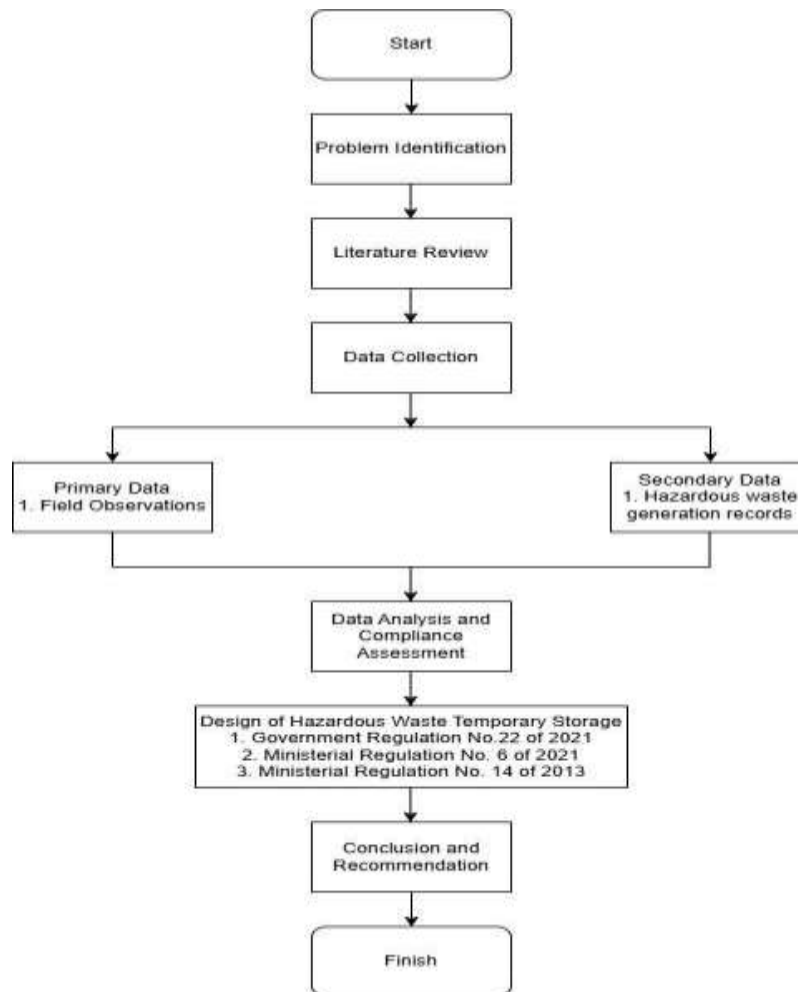 Start
Problem Identification
Literature Review
Data Collection
Primary Data
1. Field Observations
Secondary Data
1. Hazardous waste
generation records
Data Analysis and
Compliance
Assessment
Design of Hazardous Waste Temporary Storage
1. Government Regulation No.22 of 2021
2. Ministerial Regulation No. 6 of 2021
3. Ministerial Regulation No. 14 of 2013
Conclusion and
Recommendation
Finish